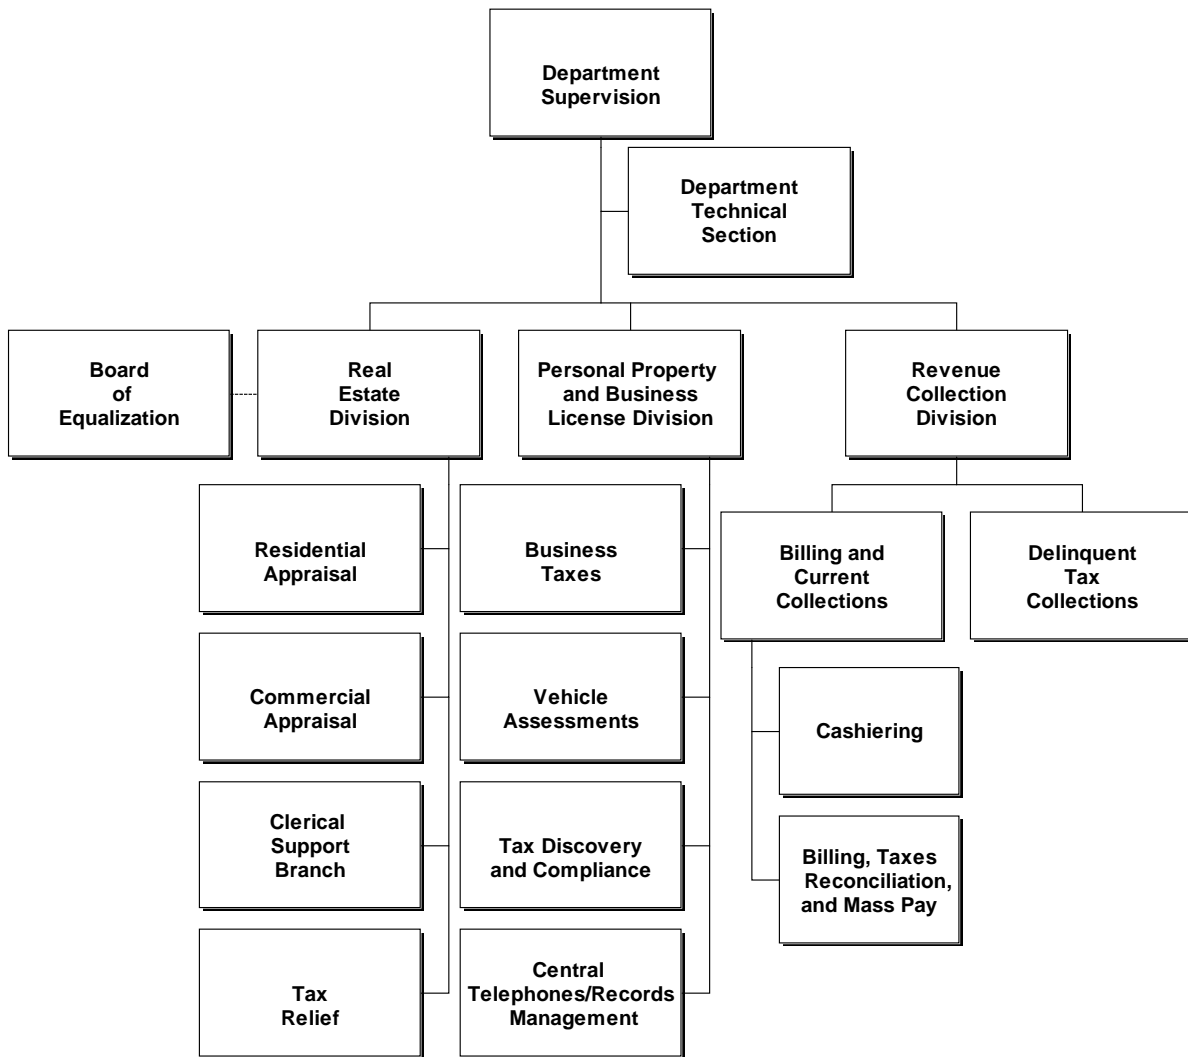 Department
Supervision
Department
Technical
Section
Board
of
Equalization
Real
Estate
Division
Personal Property
and Business
License Division
Revenue
Collection
Division
Residential
Appraisal
Business
Taxes
Billing and
Current
Collections
Delinquent
Tax
Collections
Commercial
Appraisal
Vehicle
Assessments
Cashiering
Clerical
Support
Branch
Tax Discovery
and Compliance
Billing, Taxes
Reconciliation,
and Mass Pay
Tax
Relief
Central
Telephones/Records
Management